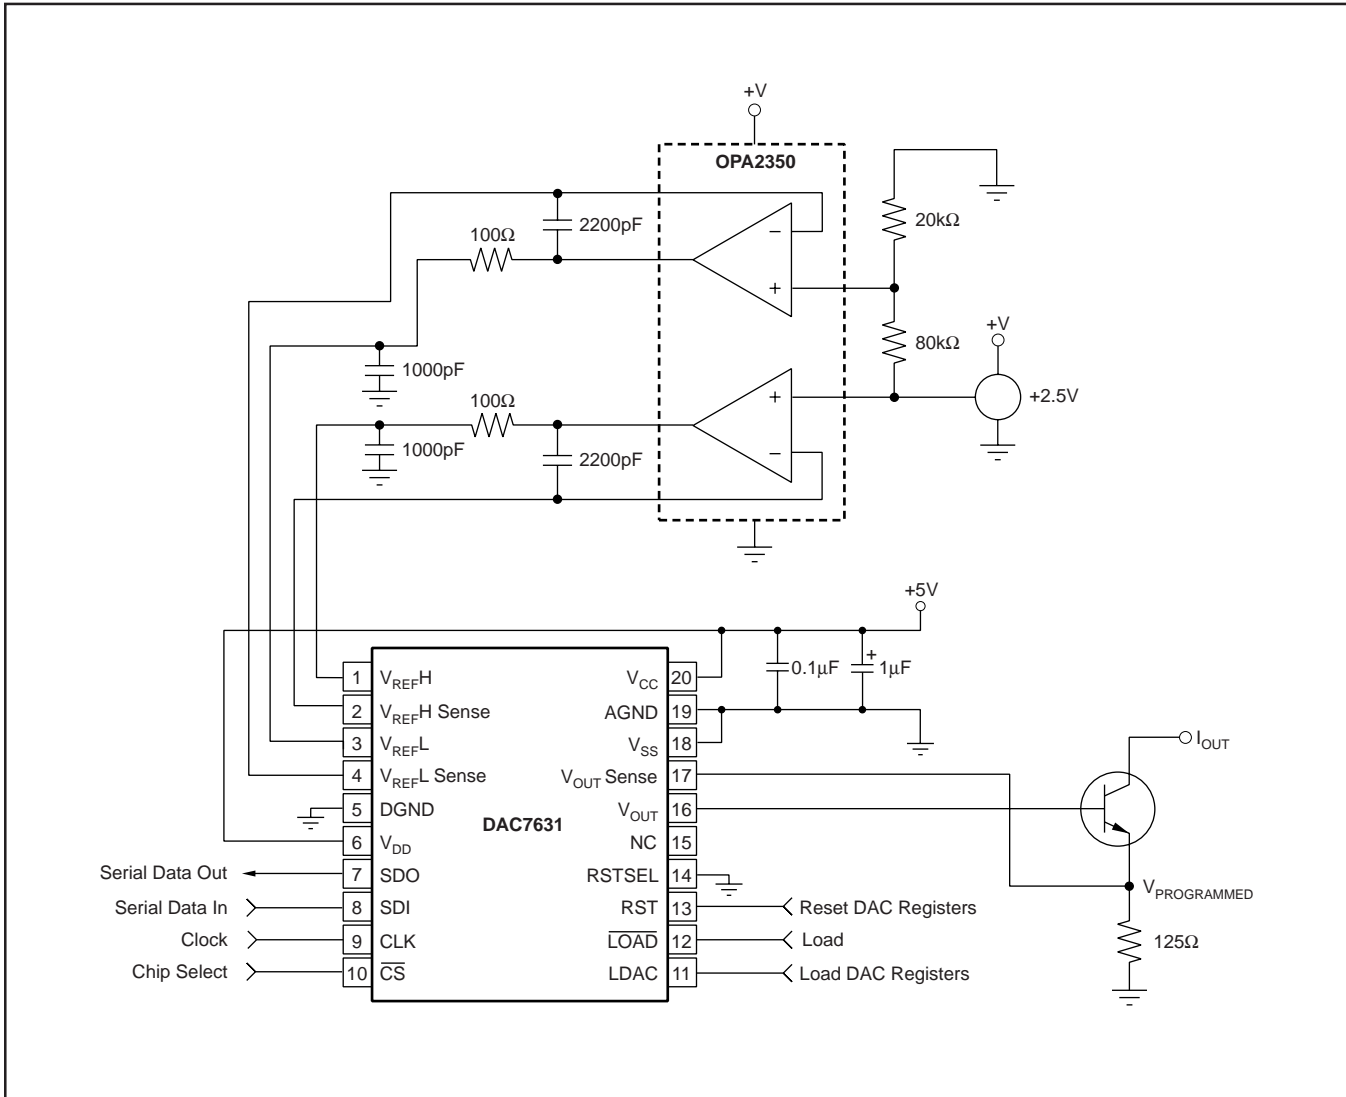 +V
OPA2350
2200pF
100Ω
20kΩ
+V
80kΩ
1000pF
+2.5V
100Ω
1000pF
2200pF
+5V
0.1µF
+
1µF
1 VREFH
VCC 20
2 VREFH Sense
AGND 19
3 VREFL
VSS 18
4 VREFL Sense
VOUT Sense 17
5 DGND
VOUT 16
DAC7631
6 VDD
NC 15
Serial Data Out 7 SDO
RSTSEL 14
Serial Data In 8 SDI
RST 13 Reset DAC Registers
Clock 9 CLK
LOAD 12 Load
Chip Select 10 CS
LDAC 11 Load DAC Registers
IOUT
VPROGRAMMED
125Ω